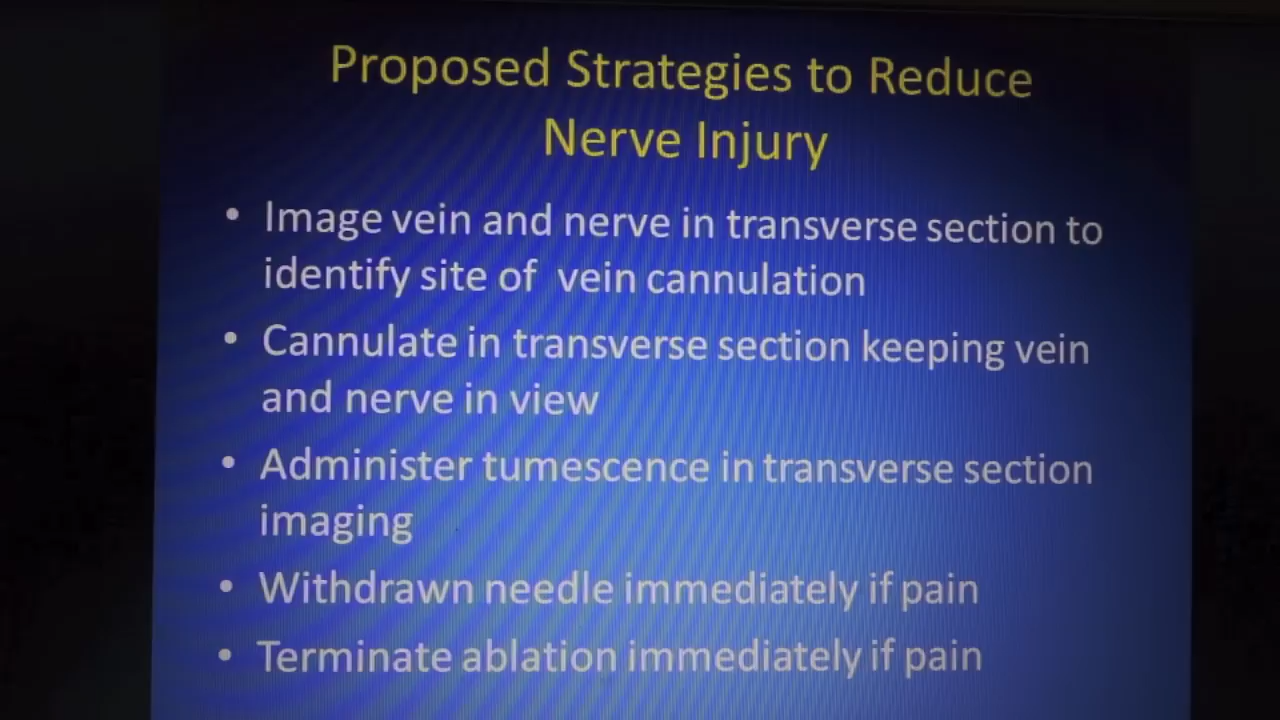 Proposed Strategies to Reduce
Nerve Injury
• Image vein and nerve in transverse section to
identify site of vein cannulation
• Cannulate in transverse section keeping vein
and nerve in view
• Administer tumescence in transverse section
imaging
• Withdrawn needle immediately if pain
• Terminate ablation immediately if pain